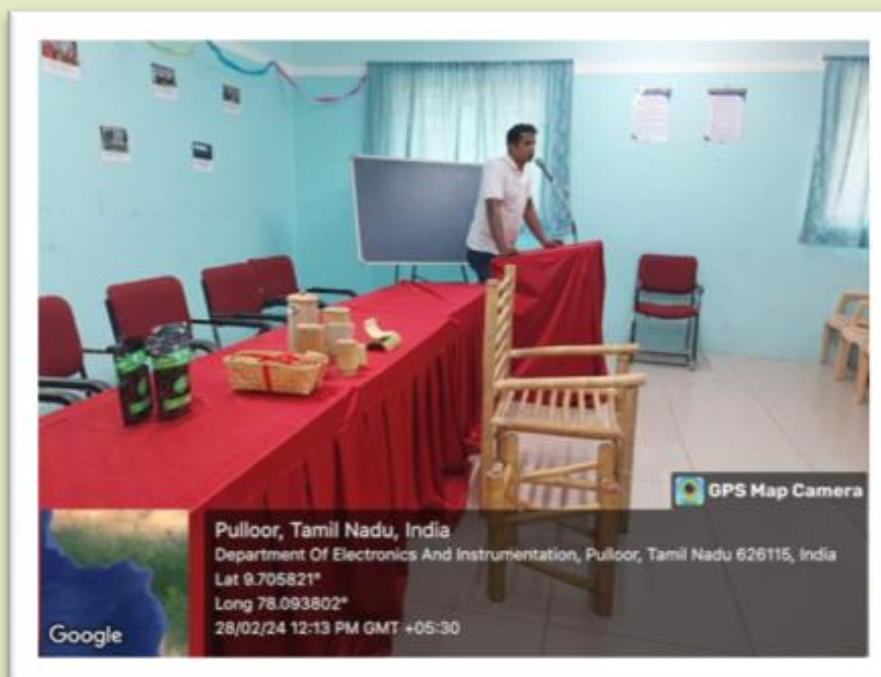 GPS Map Camera
Pulloor, Tamil Nadu, India
Department Of Electronics And Instrumentation, Pulloor, Tamil Nadu 626115, India
Lat 9.705821°
Long 78.093802°
28/02/24 12:13 PM GMT +05:30
Google